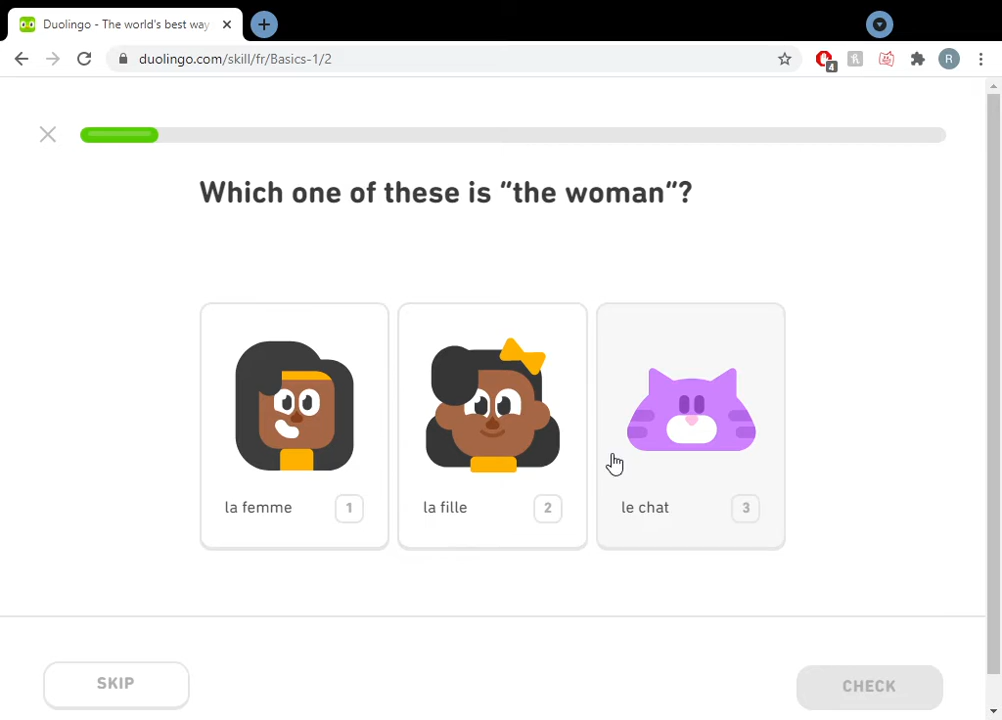 Duolingo - The world's best way
duolingo.com/skill/fr/Basics-1/2
4
R
Which one of these is "the woman"?
la femme 1
la fille 2
le chat 3
SKIP
CHECK